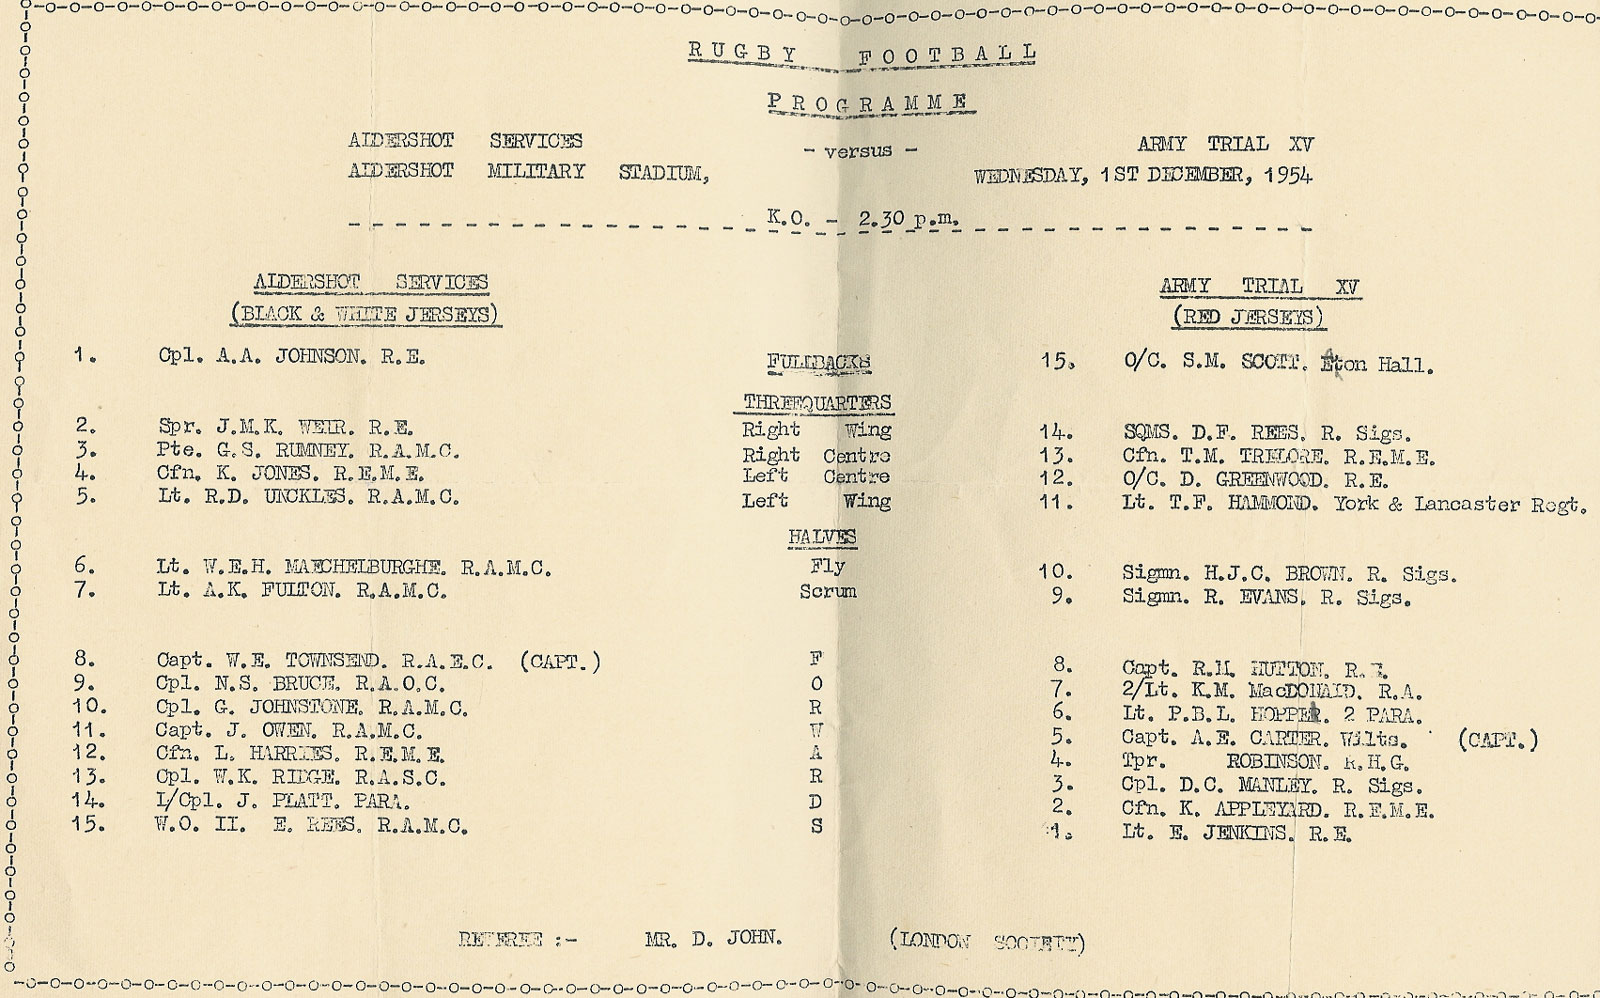 RUGBY FOOTBALL
PROGRAMME
ALDERSHOT SERVICES - versus - ARMY TRIAL XV
ALDERSHOT MILITARY STADIUM, WEDNESDAY, 1ST DECEMBER, 1954
K.O. - 2.30 p.m.
ALDERSHOT SERVICES ARMY TRIAL XV
(BLACK & WHITE JERSEYS) (RED JERSEYS)
1. Cpl. A.A. JOHNSON. R.E. FULLBACKS 15. O/C. S.M. SCOTT. Eaton Hall.
THREEQUARTERS
2. Spr. J.M.K. WEIR. R.E. Right Wing 14. SQMS. D.F. REES. R. Sigs.
3. Pte. G.S. RUMNEY. R.A.M.C. Right Centre 13. Cfn. T.M. TRELORE. R.E.M.E.
4. Cfn. K. JONES. R.E.M.E. Left Centre 12. O/C. D. GREENWOOD. R.E.
5. Lt. R.D. UNCKLES. R.A.M.C. Left Wing 11. Lt. T.F. HAMMOND. York & Lancaster Regt.
HALVES
6. Lt. W.E.H. MAECHELBURGHE. R.A.M.C. Fly 10. Sigmn. H.J.C. BROWN. R. Sigs.
7. Lt. A.K. FULTON. R.A.M.C. Scrum 9. Sigmn. R. EVANS. R. Sigs.
8. Capt. W.E. TOWNSEND. R.A.E.C. (CAPT.) F 8. Capt. R.M. HUTTON. R.E.
9. Cpl. N.S. BRUCE. R.A.O.C. O 7. 2/Lt. K.M. MacDONALD. R.A.
10. Cpl. G. JOHNSTONE. R.A.M.C. R 6. Lt. P.B.L. HOPPER. 2 PARA.
11. Capt. J. OWEN. R.A.M.C. W 5. Capt. A.E. CARTER. Wilts. (CAPT.)
12. Cfn. L. HARRIES. R.E.M.E. A 4. Tpr. ROBINSON. R.H.G.
13. Cpl. W.K. RIDGE. R.A.S.C. R 3. Cpl. D.C. MANLEY. R. Sigs.
14. L/Cpl. J. PLATT. PARA. D 2. Cfn. K. APPLEYARD. R.E.M.E.
15. W.O. II. E. REES. R.A.M.C. S 1. Lt. E. JENKINS. R.E.
REFEREE :- MR. D. JOHN. (LONDON SOCIETY)